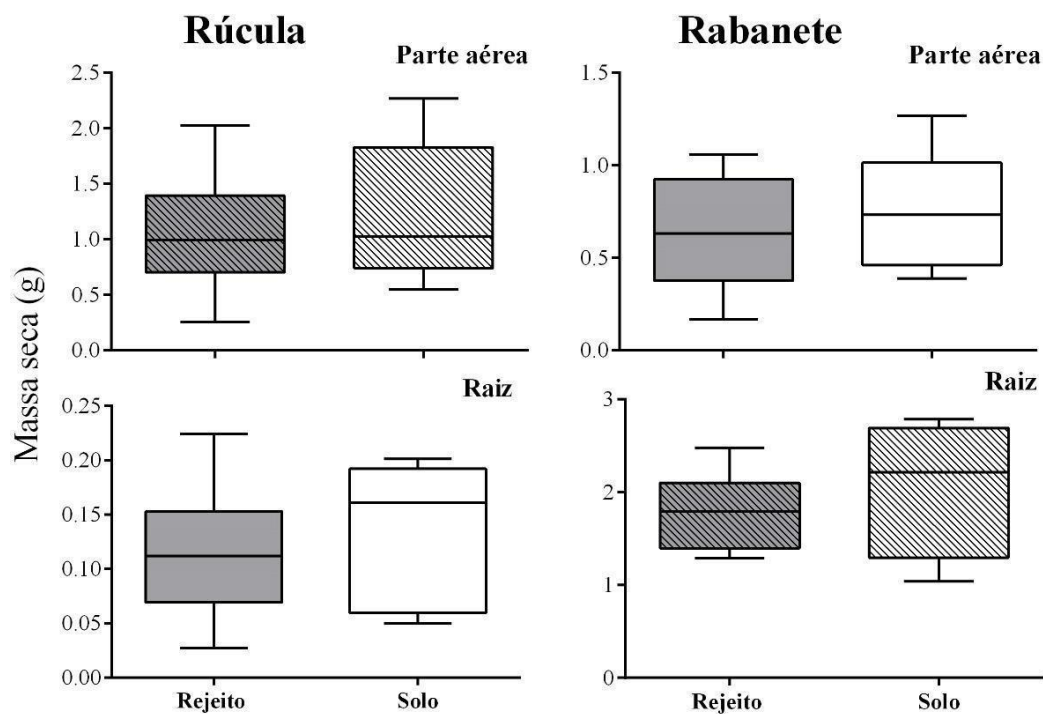 Rúcula
Rabanete
Parte aérea
Parte aérea
2.5
2.0
1.5
1.0
0.5
0.0
1.5
1.0
0.5
0.0
Massa seca (g)
Raiz
Raiz
0.25
0.20
0.15
0.10
0.05
0.00
3
2
1
0
Rejeito
Solo
Rejeito
Solo